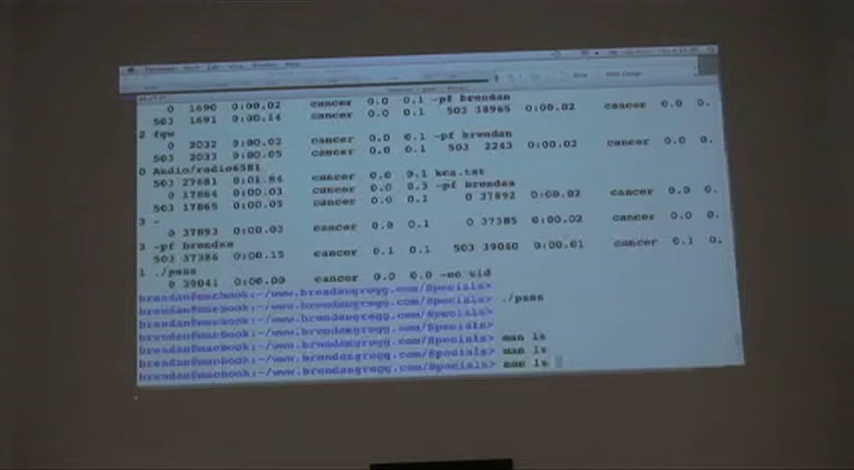 0 1690 0:00.02 cancer 0.0 0.1 -pf brendan
503 1691 0:00.14 cancer 0.0 0.1 503 38965 0:00.02 cancer 0.0 0.
2 fgw
0 2032 0:00.02 cancer 0.0 0.1 -pf brendan
503 2033 0:00.05 cancer 0.0 0.1 503 2243 0:00.02 cancer 0.0 0.
0 Audio/radio6581
503 27681 0:01.84 cancer 0.0 0.1 kca.txt
0 17864 0:00.03 cancer 0.0 0.3 -pf brendan
503 17865 0:00.05 cancer 0.0 0.1 0 37892 0:00.02 cancer 0.0 0.
3 -
0 37893 0:00.03 cancer 0.0 0.1 0 37385 0:00.02 cancer 0.0 0.
3 -pf brendan
503 37386 0:00.15 cancer 0.1 0.1 503 39040 0:00.01 cancer 0.1 0.
1 ./pass
0 39041 0:00.00 cancer 0.0 0.0 -eo uid
brendan@macbook:~/www.brendangregg.com/Specials>
brendan@macbook:~/www.brendangregg.com/Specials> ./pass
brendan@macbook:~/www.brendangregg.com/Specials>
brendan@macbook:~/www.brendangregg.com/Specials>
brendan@macbook:~/www.brendangregg.com/Specials> man ls
brendan@macbook:~/www.brendangregg.com/Specials> man ls
brendan@macbook:~/www.brendangregg.com/Specials> man ls